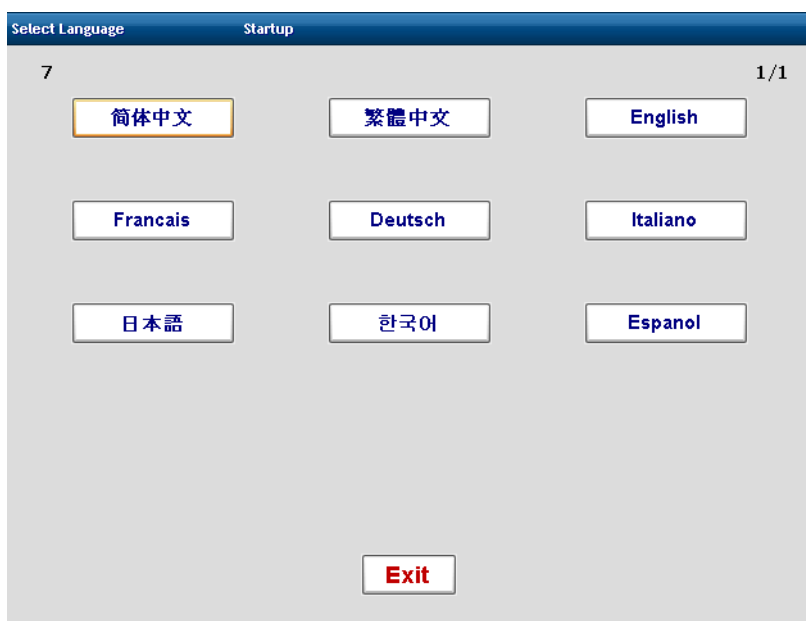 Select Language Startup
7 1/1
简体中文 繁體中文 English
Francais Deutsch Italiano
日本語 한국어 Espanol
Exit